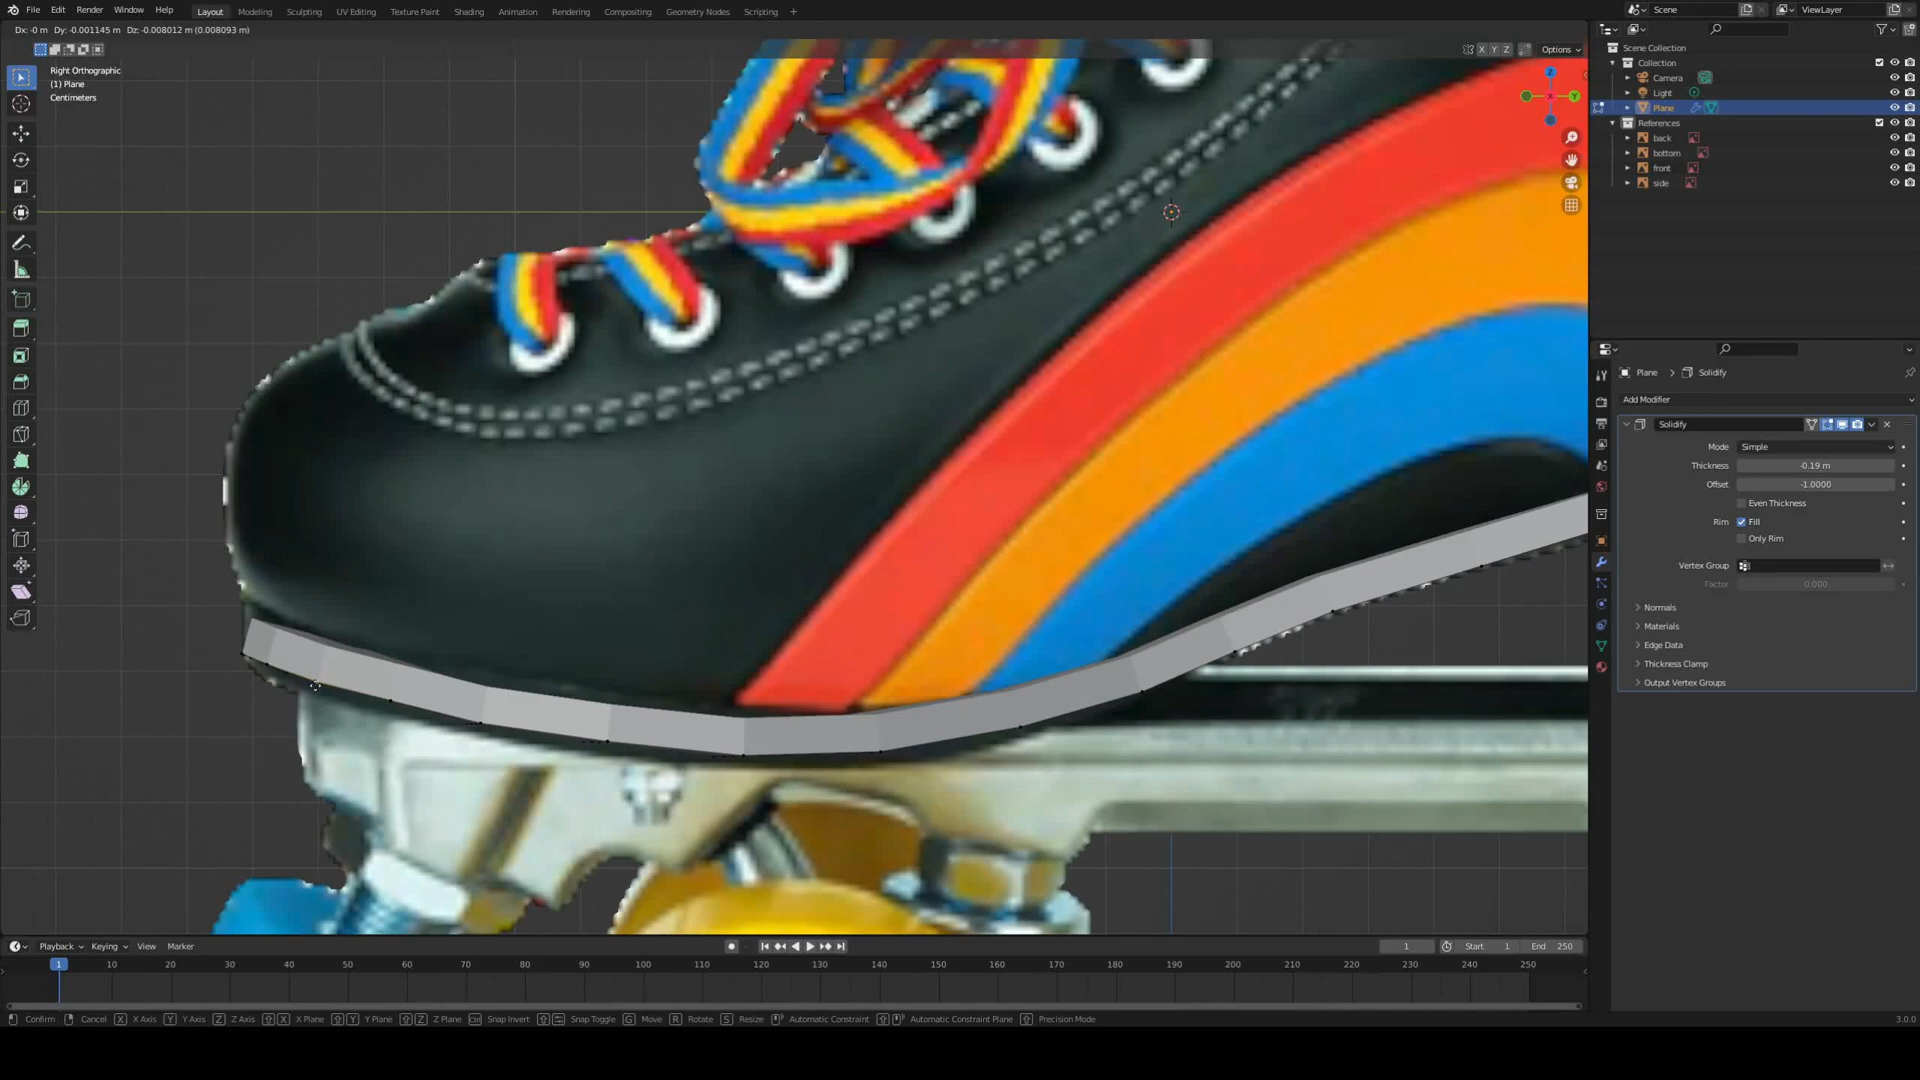 File Edit Render Window Help Layout Modeling Sculpting UV Editing Texture Paint Shading Animation Rendering Compositing Geometry Nodes Scripting + Scene ViewLayer
Dx: -0 m Dy: -0.001145 m Dz: -0.008012 m (0.008093 m)
X Y Z Options
Right Orthographic
(1) Plane
Centimeters
Z
Y
Scene Collection
Collection
Camera
Light
Plane
References
back
bottom
front
side
Plane > Solidify
Add Modifier
Solidify
Mode Simple
Thickness -0.19 m
Offset -1.0000
Even Thickness
Rim Fill
Only Rim
Vertex Group
Factor 0.000
Normals
Materials
Edge Data
Thickness Clamp
Output Vertex Groups
Playback Keying View Marker 1 Start 1 End 250
1 10 20 30 40 50 60 70 80 90 100 110 120 130 140 150 160 170 180 190 200 210 220 230 240 250
Confirm Cancel X X Axis Y Y Axis Z Z Axis X X Plane Y Y Plane Z Z Plane Ctrl Snap Invert Snap Toggle G Move R Rotate S Resize Automatic Constraint Automatic Constraint Plane Precision Mode 3.0.0